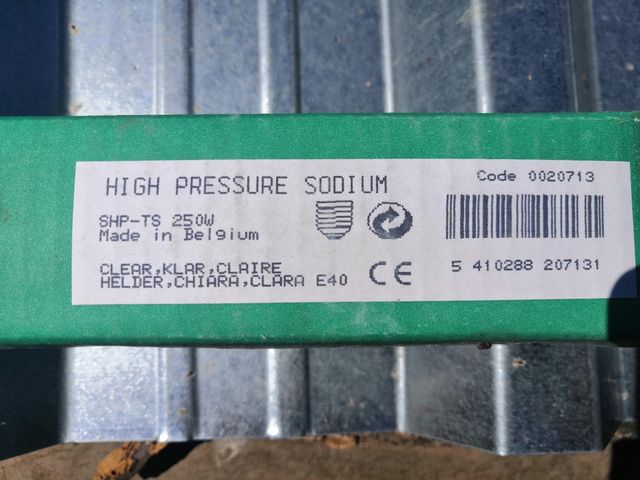 HIGH PRESSURE SODIUM
Code 0020713
SHP-TS 250W
Made in Belgium
CLEAR,KLAR,CLAIRE
HELDER,CHIARA,CLARA E40
CE
5 410288 207131